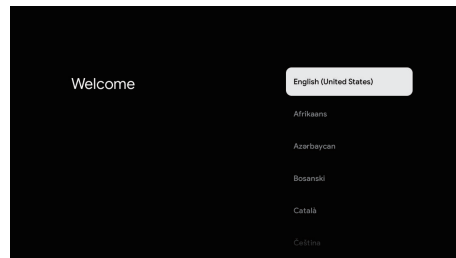 Welcome
English (United States)
Afrikaans
Azərbaycan
Bosanski
Català
Čeština